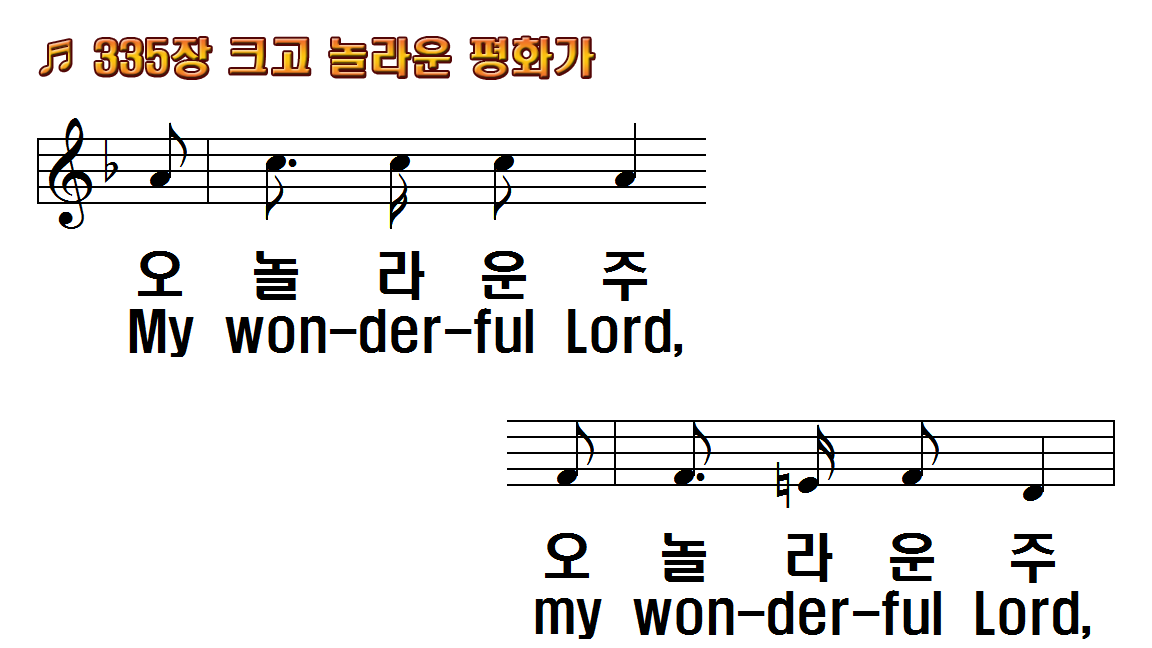 ♬ 335장 크고 놀라운 평화가
오 놀 라 운 주
My won-der-ful Lord,
오 놀 라 운 주
my won-der-ful Lord,